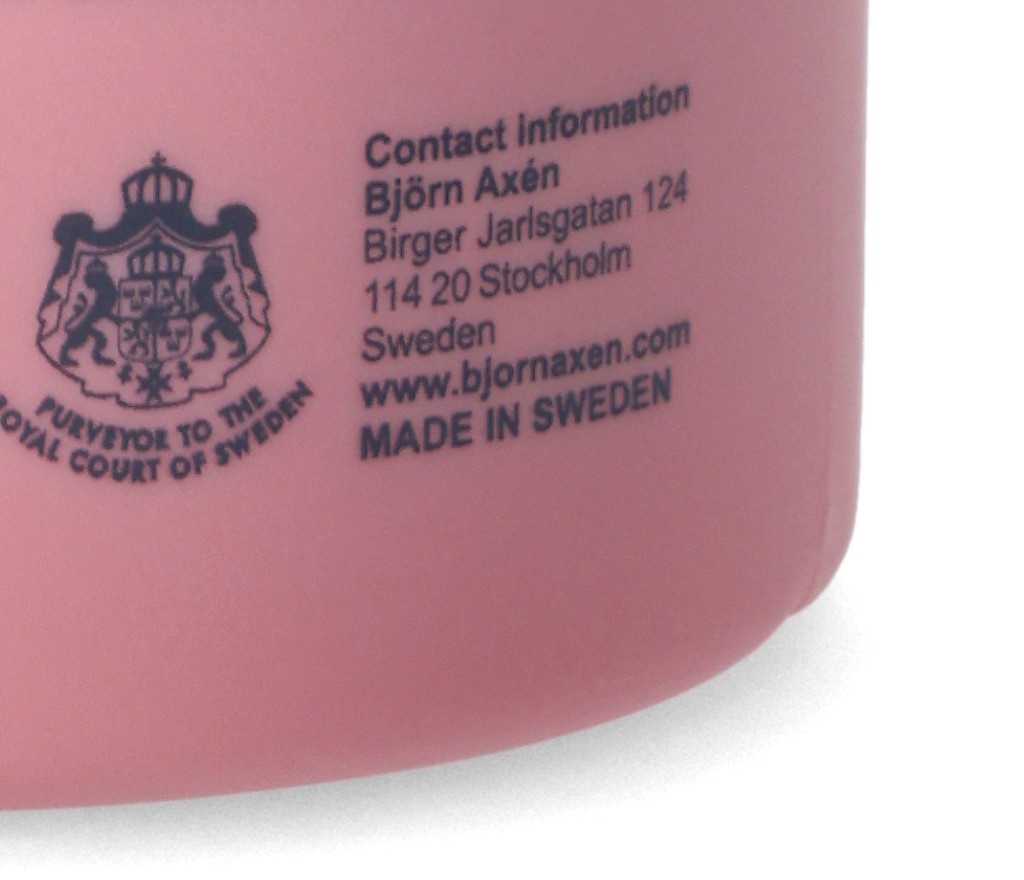 PURVEYOR TO THE
ROYAL COURT OF SWEDEN
Contact information
Björn Axén
Birger Jarlsgatan 124
114 20 Stockholm
Sweden
www.bjornaxen.com
MADE IN SWEDEN